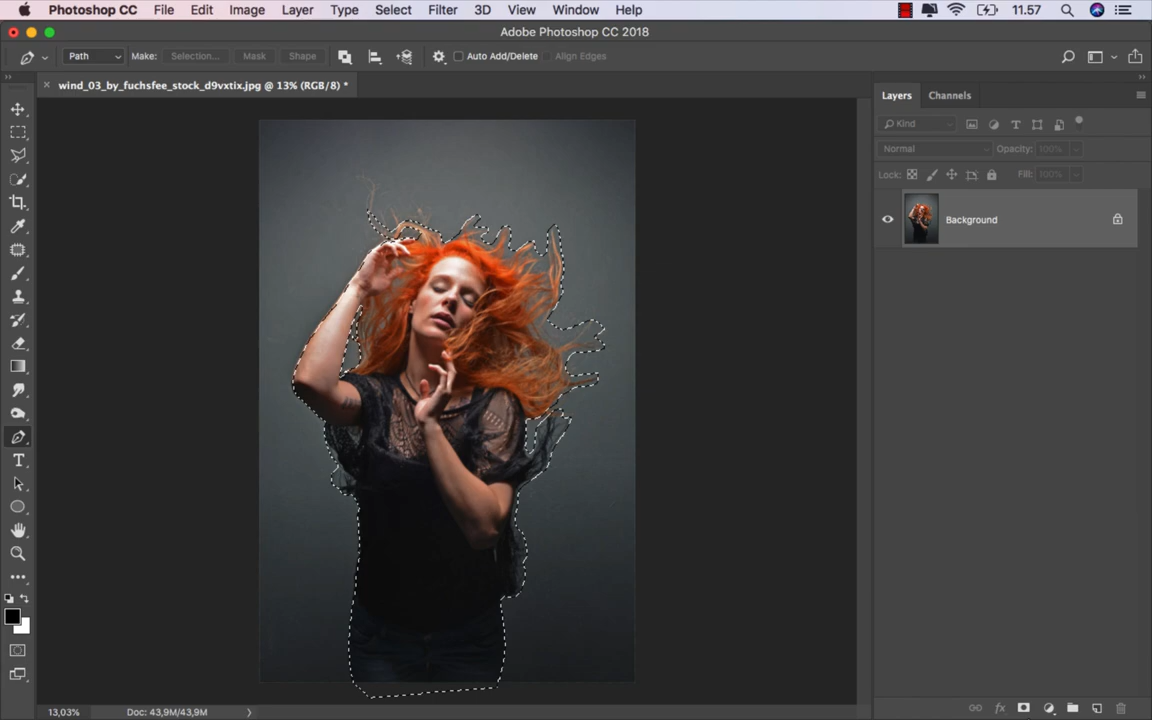 Photoshop CC File Edit Image Layer Type Select Filter 3D View Window Help 11.57
Adobe Photoshop CC 2018
Path Make: Selection... Mask Shape Auto Add/Delete Align Edges
× wind_03_by_fuchsfee_stock_d9vxtix.jpg @ 13% (RGB/8) *
Layers Channels
Kind
Normal Opacity: 100%
Lock: Fill: 100%
Background
T
fx
13,03% Doc: 43,9M/43,9M